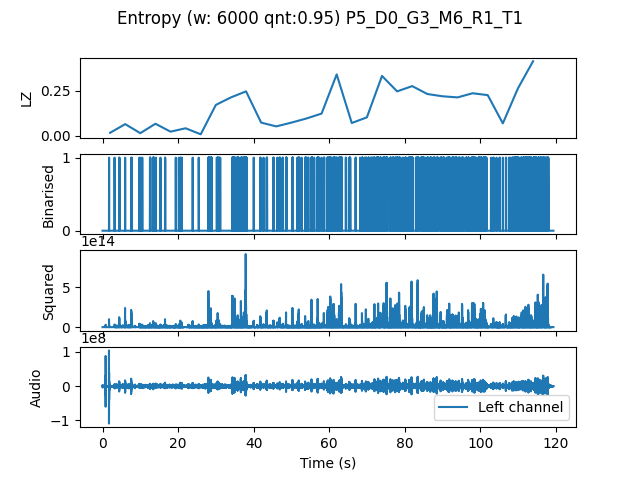 Entropy (w: 6000 qnt:0.95) P5_D0_G3_M6_R1_T1
LZ
0.25
0.00
Binarised
1
0
1e14
Squared
5
0
1e8
Audio
1
0
−1
Left channel
0 20 40 60 80 100 120
Time (s)